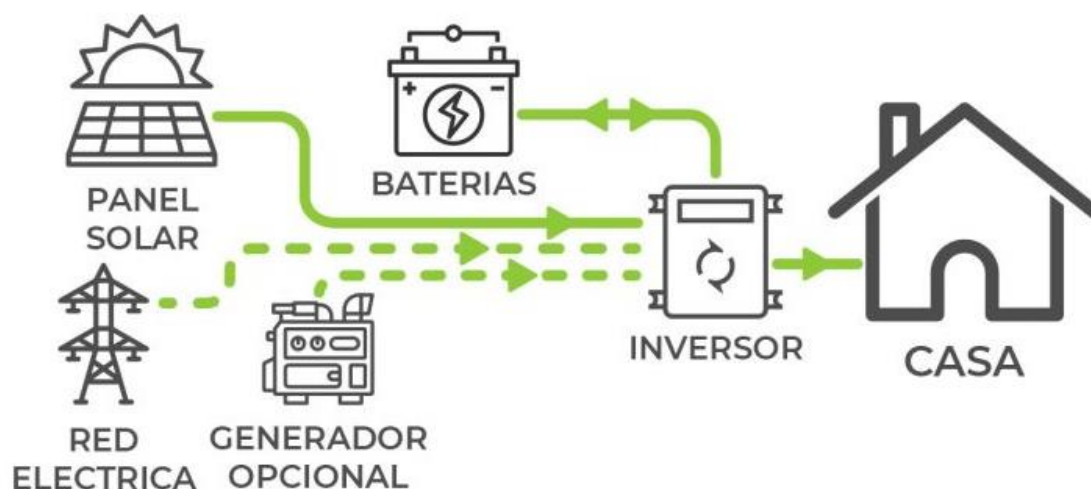 PANEL
SOLAR
BATERIAS
RED
ELECTRICA
GENERADOR
OPCIONAL
INVERSOR
CASA